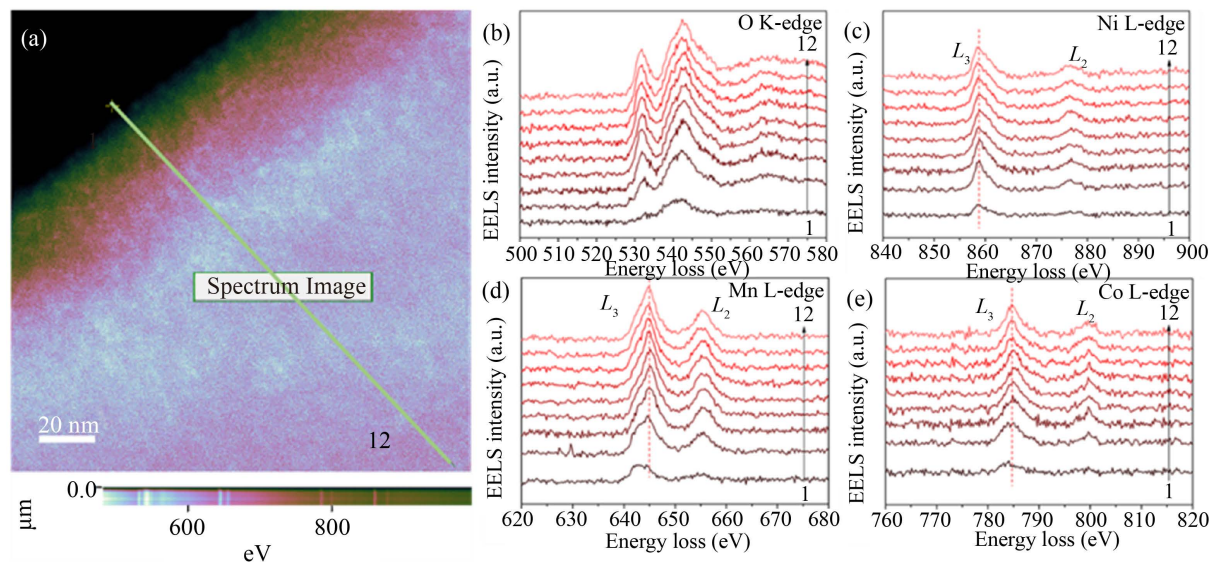 (a)
Spectrum Image
20 nm
12
0.0
μm
600 800
eV
(b)
O K-edge
12
1
EELS intensity (a.u.)
500 510 520 530 540 550 560 570 580
Energy loss (eV)
(c)
Ni L-edge
12
L₃
L₂
1
EELS intensity (a.u.)
840 850 860 870 880 890 900
Energy loss (eV)
(d)
Mn L-edge
12
L₃
L₂
1
EELS intensity (a.u.)
620 630 640 650 660 670 680
Energy loss (eV)
(e)
Co L-edge
12
L₃
L₂
1
EELS intensity (a.u.)
760 770 780 790 800 810 820
Energy loss (eV)